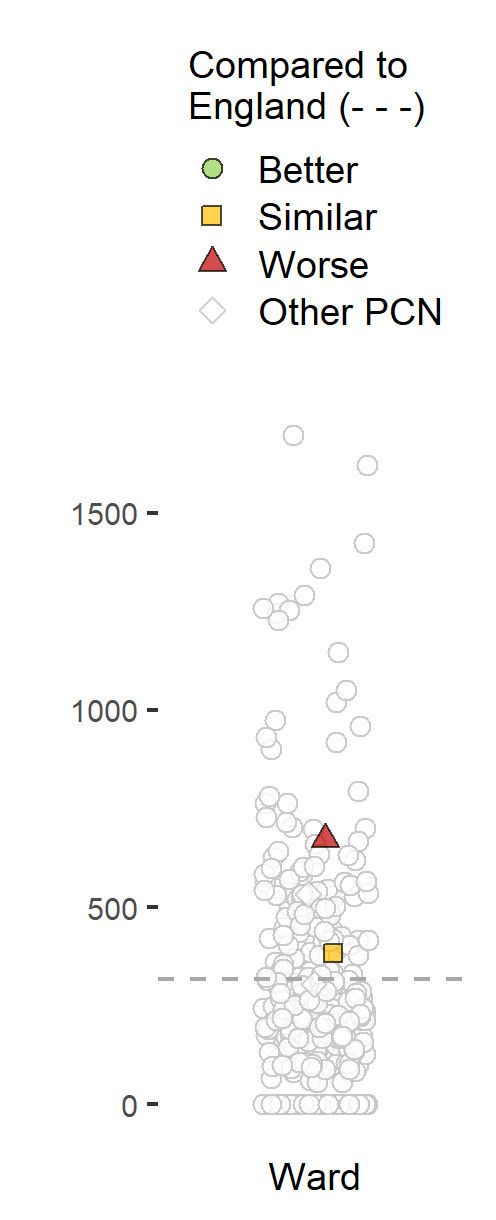 Compared to
England (- - -)
Better
Similar
Worse
Other PCN
1500
1000
500
0
Ward